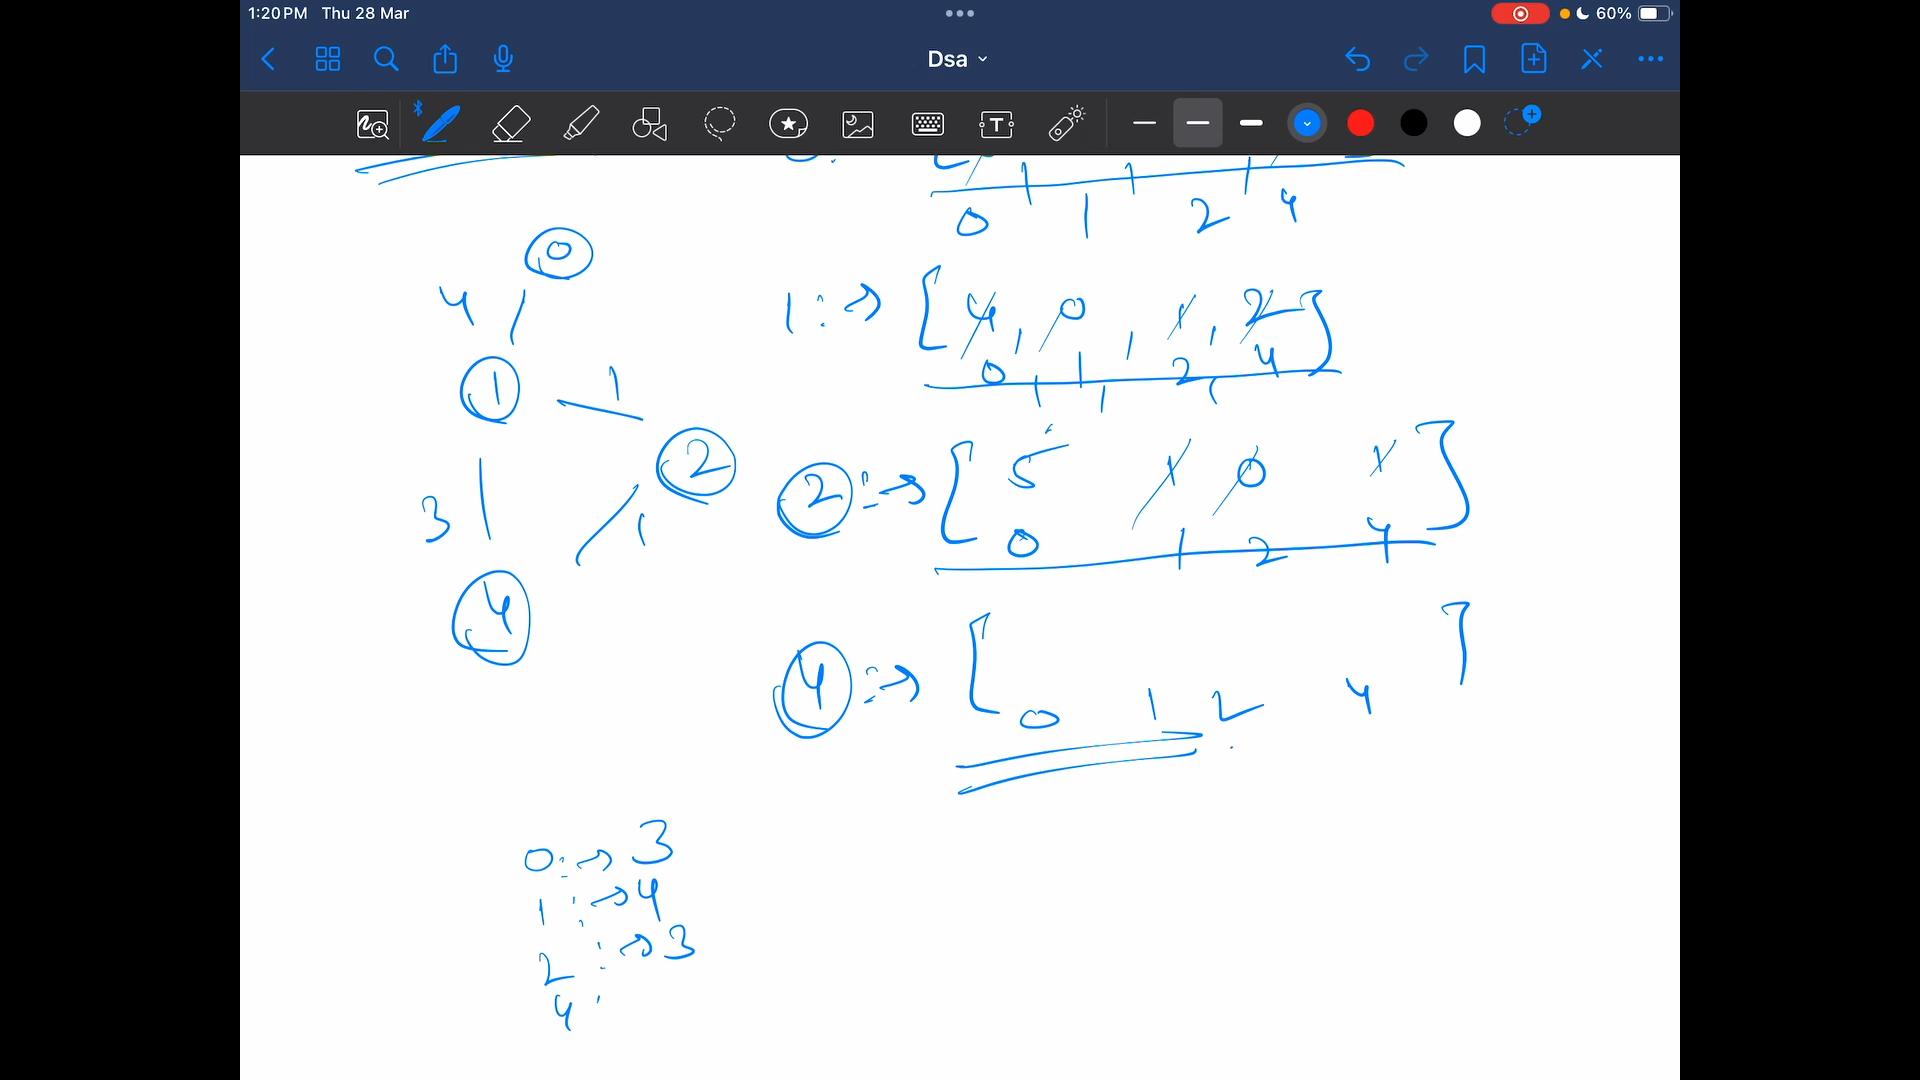 1:20 PM Thu 28 Mar
60%
Dsa
T
0 1 2 4
0
4
1 :→ [ 4, 0, 1, 2 ]
0 1 2 4
1
1
2
2 :→ [ 5 1 0 1 ]
0 1 2 4
3
1
4
4 :→ [ ]
0 1 2 4
0 :→ 3
1 :→ 4
2 :→ 3
4 :